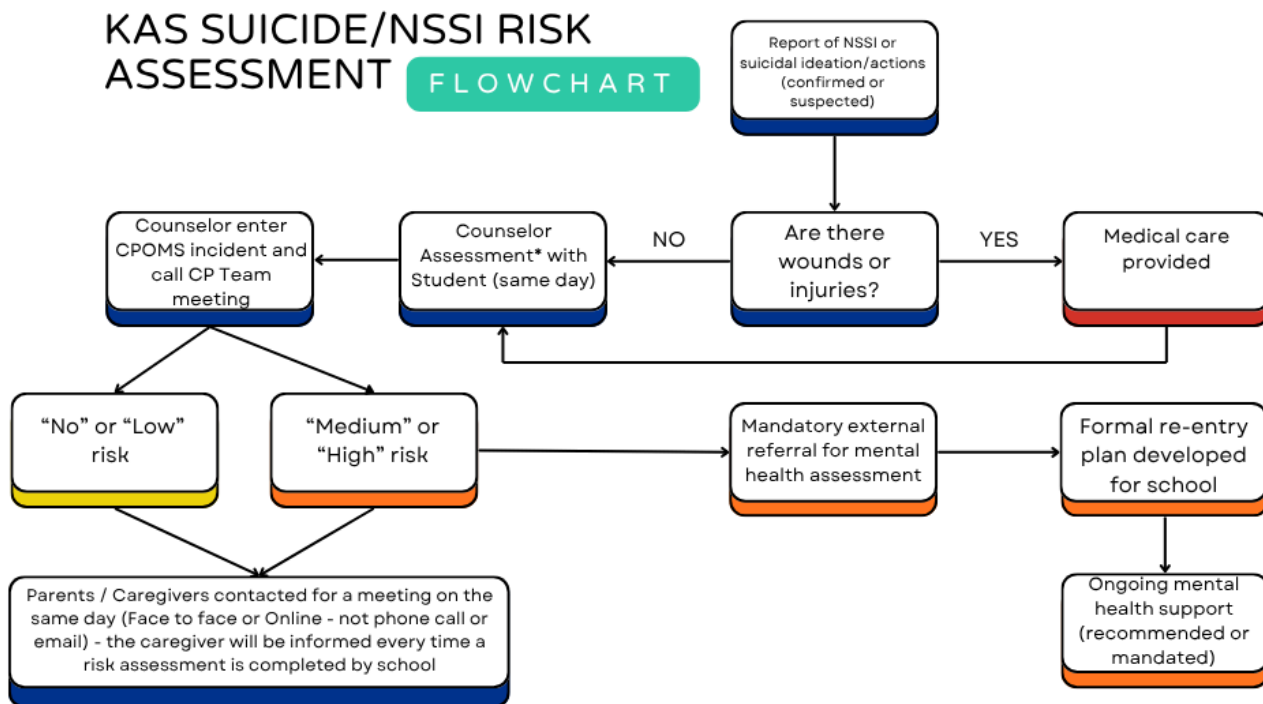 KAS SUICIDE/NSSI RISK
ASSESSMENT
FLOWCHART
Report of NSSI or
suicidal ideation/actions
(confirmed or
suspected)
Counselor enter
CPOMS incident and
call CP Team
meeting
Counselor
Assessment* with
Student (same day)
NO
Are there
wounds or
injuries?
YES
Medical care
provided
“No” or “Low”
risk
“Medium” or
“High” risk
Mandatory external
referral for mental
health assessment
Formal re-entry
plan developed
for school
Parents / Caregivers contacted for a meeting on the
same day (Face to face or Online - not phone call or
email) - the caregiver will be informed every time a
risk assessment is completed by school
Ongoing mental
health support
(recommended or
mandated)